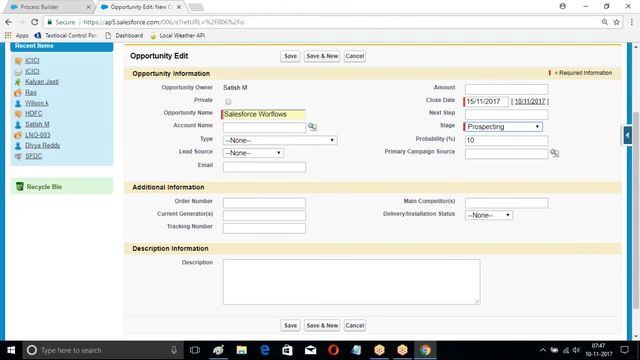 Process Builder
Opportunity Edit: New O
Secure
https://ap5.salesforce.com/006/e?retURL=%2F006%2Fo
Apps
Textlocal Control Pan
Dashboard
Local Weather API
Recent Items
ICICI
ICICI
Kalyan Jasti
Rao
Wilson k
HDFC
Satish M
LNO-003
Divya Reddy
SFDC
Recycle Bin
Opportunity Edit
Save
Save & New
Cancel
Opportunity Information
= Required Information
Opportunity Owner
Satish M
Amount
Private
Close Date
15/11/2017
[ 10/11/2017 ]
Opportunity Name
Salesforce Worflows
Next Step
Account Name
Stage
Prospecting
Type
--None--
Probability (%)
10
Lead Source
--None--
Primary Campaign Source
Email
Additional Information
Order Number
Main Competitor(s)
Current Generator(s)
Delivery/Installation Status
--None--
Tracking Number
Description Information
Description
Save
Save & New
Cancel
Type here to search
07:47
10-11-2017